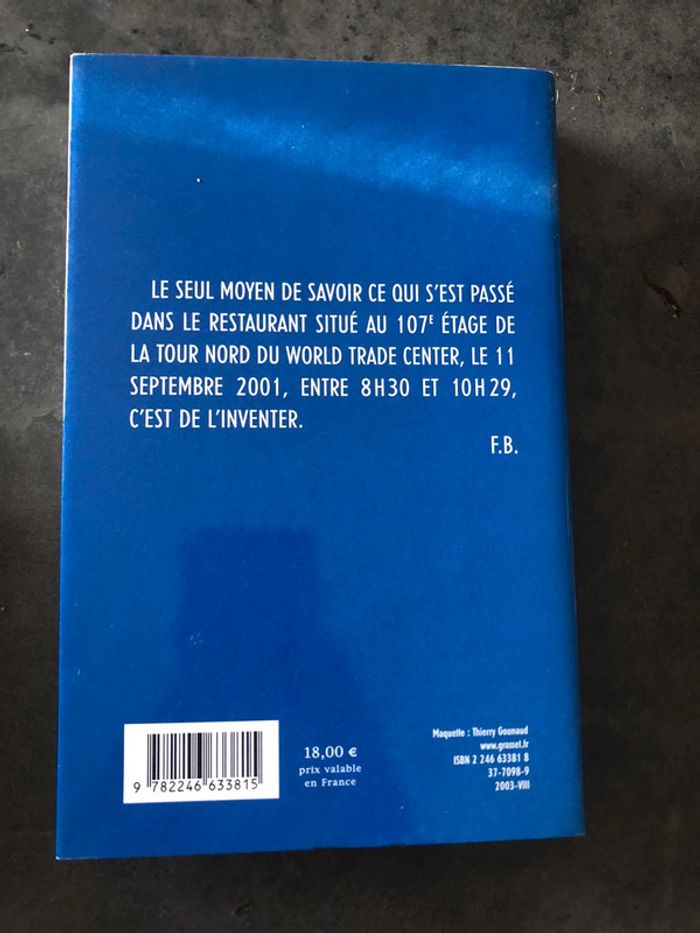 LE SEUL MOYEN DE SAVOIR CE QUI S'EST PASSÉ
DANS LE RESTAURANT SITUÉ AU 107E ÉTAGE DE
LA TOUR NORD DU WORLD TRADE CENTER, LE 11
SEPTEMBRE 2001, ENTRE 8H30 ET 10H29,
C'EST DE L'INVENTER.
F.B.
Maquette : Thierry Gounaud
www.grasset.fr
ISBN 2 246 63381 8
37-7098-9
2003-VIII
18,00 €
prix valable
en France
9 782246 633815